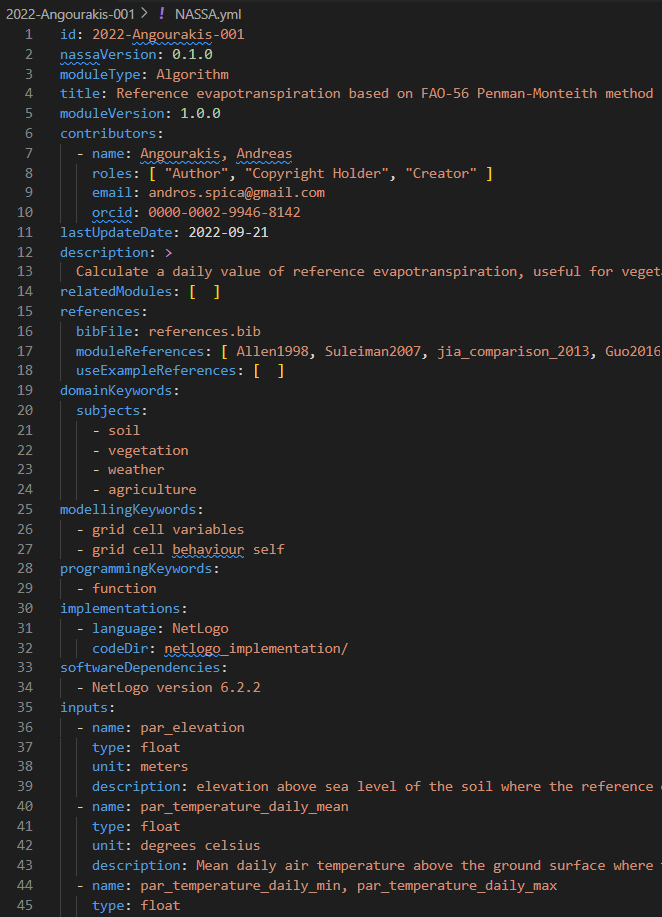 2022-Angourakis-001 > ! NASSA.yml
1 id: 2022-Angourakis-001
2 nassaVersion: 0.1.0
3 moduleType: Algorithm
4 title: Reference evapotranspiration based on FAO-56 Penman-Monteith method
5 moduleVersion: 1.0.0
6 contributors:
7 - name: Angourakis, Andreas
8 roles: [ "Author", "Copyright Holder", "Creator" ]
9 email: andros.spica@gmail.com
10 orcid: 0000-0002-9946-8142
11 lastUpdateDate: 2022-09-21
12 description: >
13 Calculate a daily value of reference evapotranspiration, useful for veget
14 relatedModules: [  ]
15 references:
16 bibFile: references.bib
17 moduleReferences: [ Allen1998, Suleiman2007, jia_comparison_2013, Guo2016
18 useExampleReferences: [  ]
19 domainKeywords:
20 subjects:
21 - soil
22 - vegetation
23 - weather
24 - agriculture
25 modellingKeywords:
26 - grid cell variables
27 - grid cell behaviour self
28 programmingKeywords:
29 - function
30 implementations:
31 - language: NetLogo
32 codeDir: netlogo_implementation/
33 softwareDependencies:
34 - NetLogo version 6.2.2
35 inputs:
36 - name: par_elevation
37 type: float
38 unit: meters
39 description: elevation above sea level of the soil where the reference
40 - name: par_temperature_daily_mean
41 type: float
42 unit: degrees celsius
43 description: Mean daily air temperature above the ground surface where
44 - name: par_temperature_daily_min, par_temperature_daily_max
45 type: float